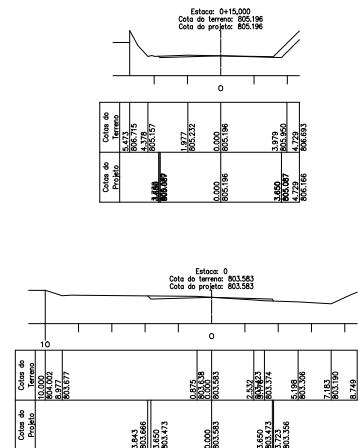 Estaca: 0+15,000
Cota do terreno: 805.196
Cota do projeto: 805.196
0
Cotas do Terreno
5.473 806.715 4.378 805.157 1.977 805.232 0.000 805.196 3.979 805.950 4.729 806.693
Cotas do Projeto
805.087 0.000 805.196 3.650 805.087 4.729 806.166
Estaca: 0
Cota do terreno: 803.583
Cota do projeto: 803.583
10
0
Cotas do Terreno
10.000 804.002 8.977 803.677 0.875 803.638 0.000 803.583 2.532 803.374 5.198 803.306 7.183 803.190 8.749
Cotas do Projeto
3.843 803.666 3.650 803.473 0.000 803.583 3.650 803.473 3.723 803.356